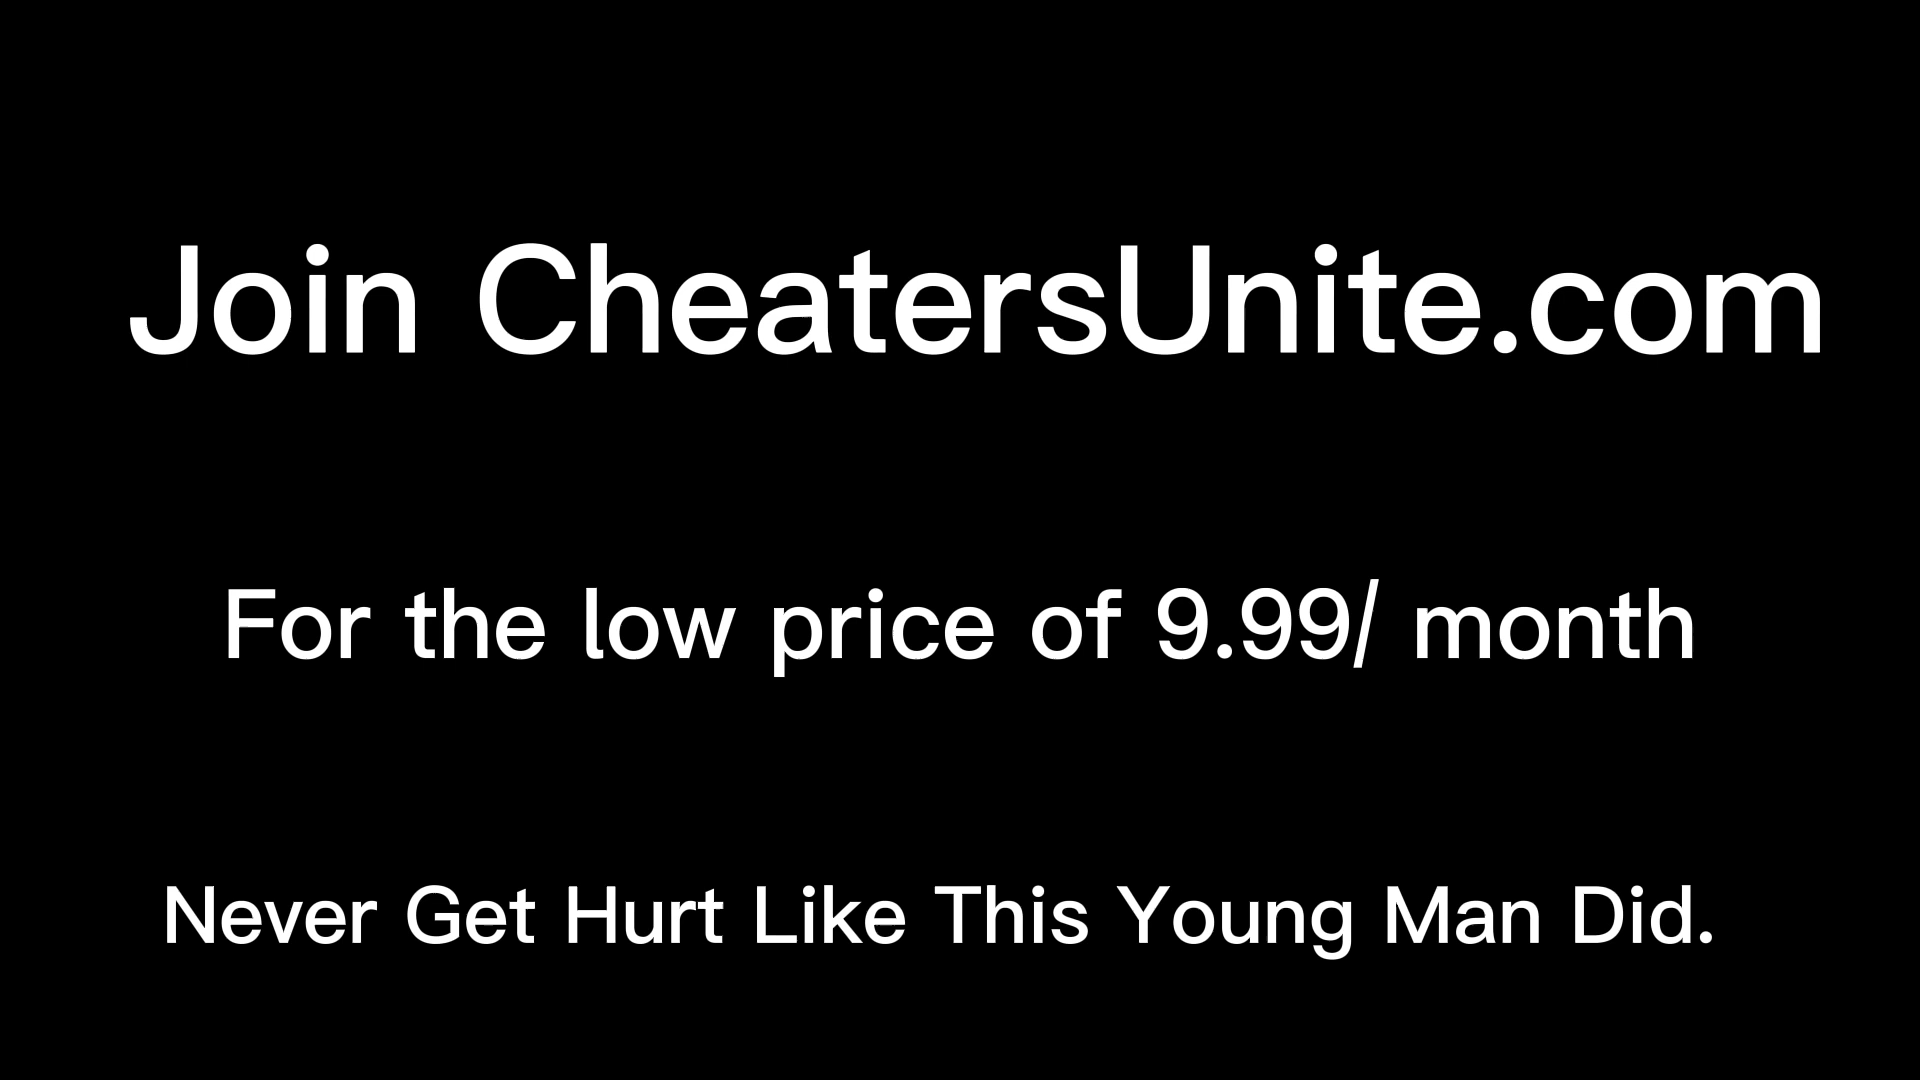 Join CheatersUnite.com
For the low price of 9.99/ month
Never Get Hurt Like This Young Man Did.